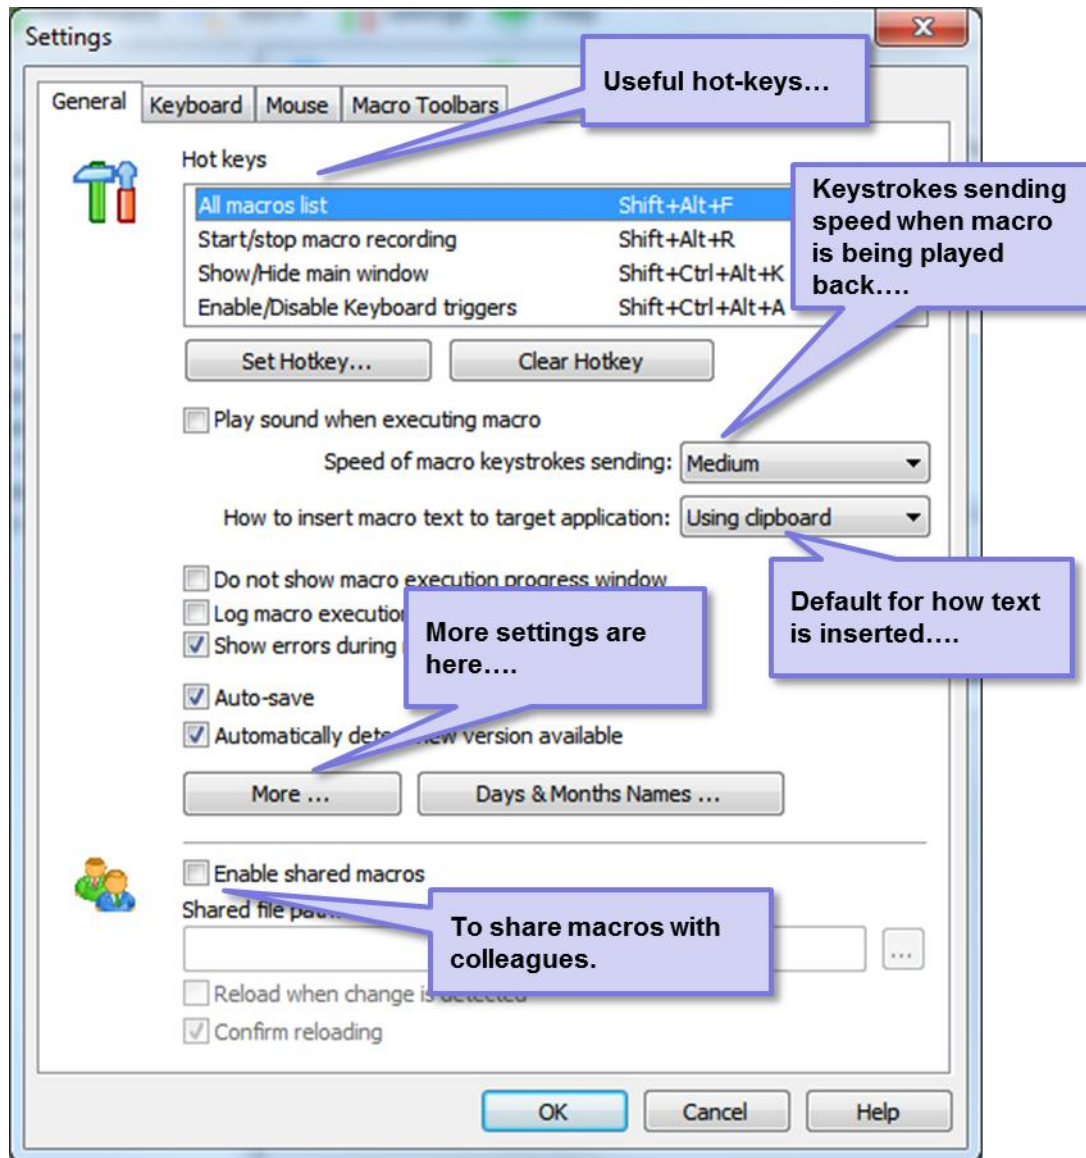 Settings
Useful hot-keys…
General Keyboard Mouse Macro Toolbars
Hot keys
All macros list Shift+Alt+F
Start/stop macro recording Shift+Alt+R
Show/Hide main window Shift+Ctrl+Alt+K
Enable/Disable Keyboard triggers Shift+Ctrl+Alt+A
Keystrokes sending
speed when macro
is being played
back….
Set Hotkey... Clear Hotkey
Play sound when executing macro
Speed of macro keystrokes sending: Medium
How to insert macro text to target application: Using clipboard
Do not show macro execution progress window
Log macro execution
Show errors during
Default for how text
is inserted….
More settings are
here….
Auto-save
Automatically new version available
More ... Days & Months Names ...
Enable shared macros
Shared file
To share macros with
colleagues.
...
Reload when change is detected
Confirm reloading
OK Cancel Help